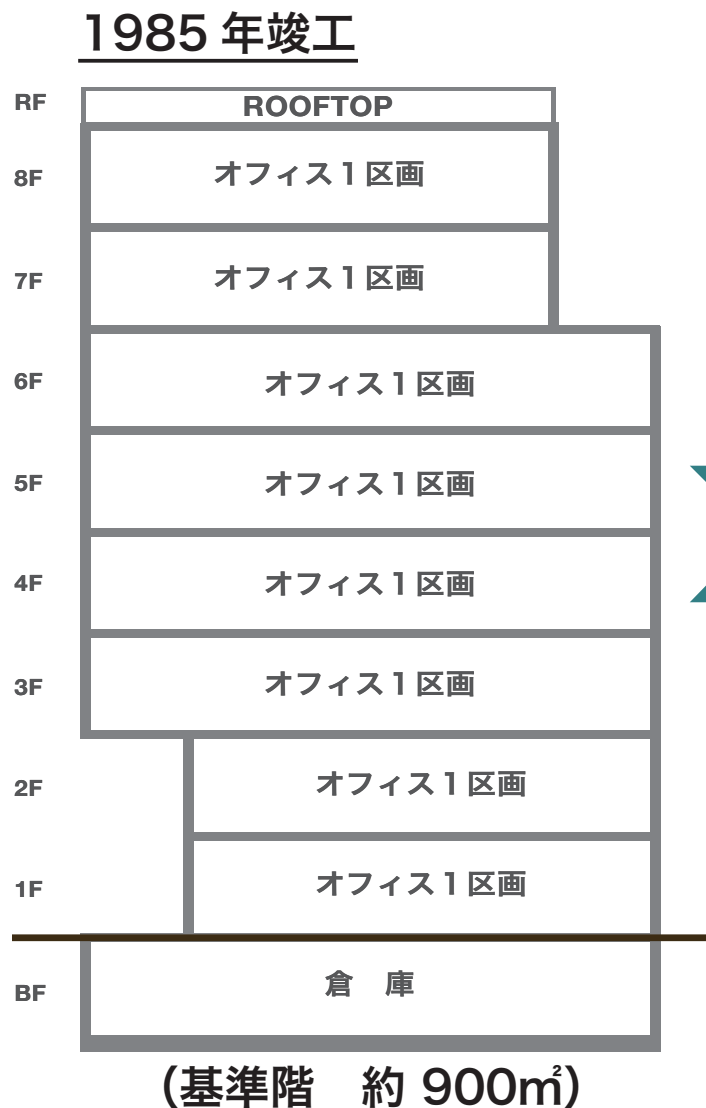 1985年竣工
RF ROOFTOP
8F オフィス1区画
7F オフィス1区画
6F オフィス1区画
5F オフィス1区画
4F オフィス1区画
3F オフィス1区画
2F オフィス1区画
1F オフィス1区画
BF 倉 庫
（基準階 約 900㎡）